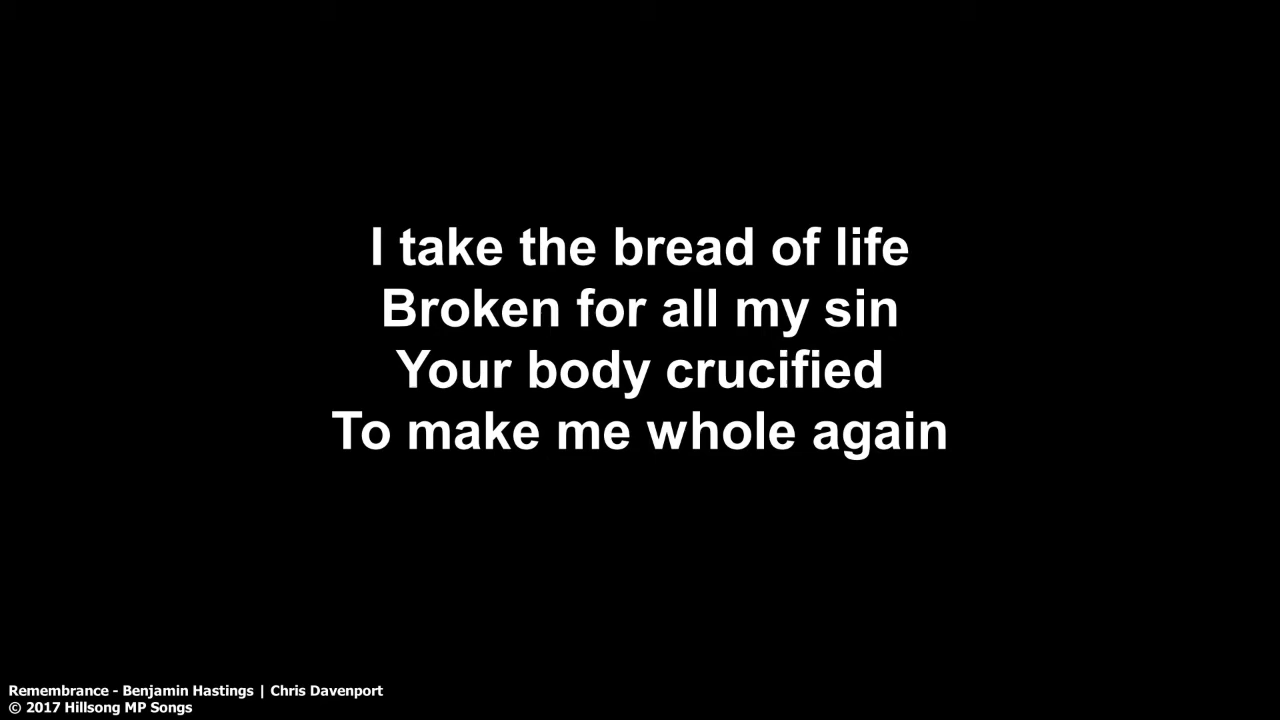 I take the bread of life
Broken for all my sin
Your body crucified
To make me whole again
Remembrance - Benjamin Hastings | Chris Davenport
© 2017 Hillsong MP Songs